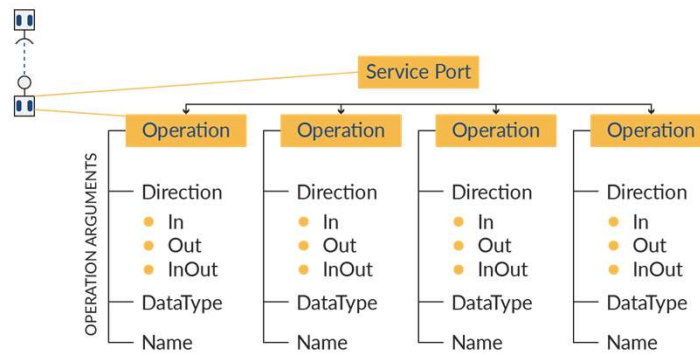 Service Port
Operation Operation Operation Operation
OPERATION ARGUMENTS
Direction Direction Direction Direction
In In In In
Out Out Out Out
InOut InOut InOut InOut
DataType DataType DataType DataType
Name Name Name Name